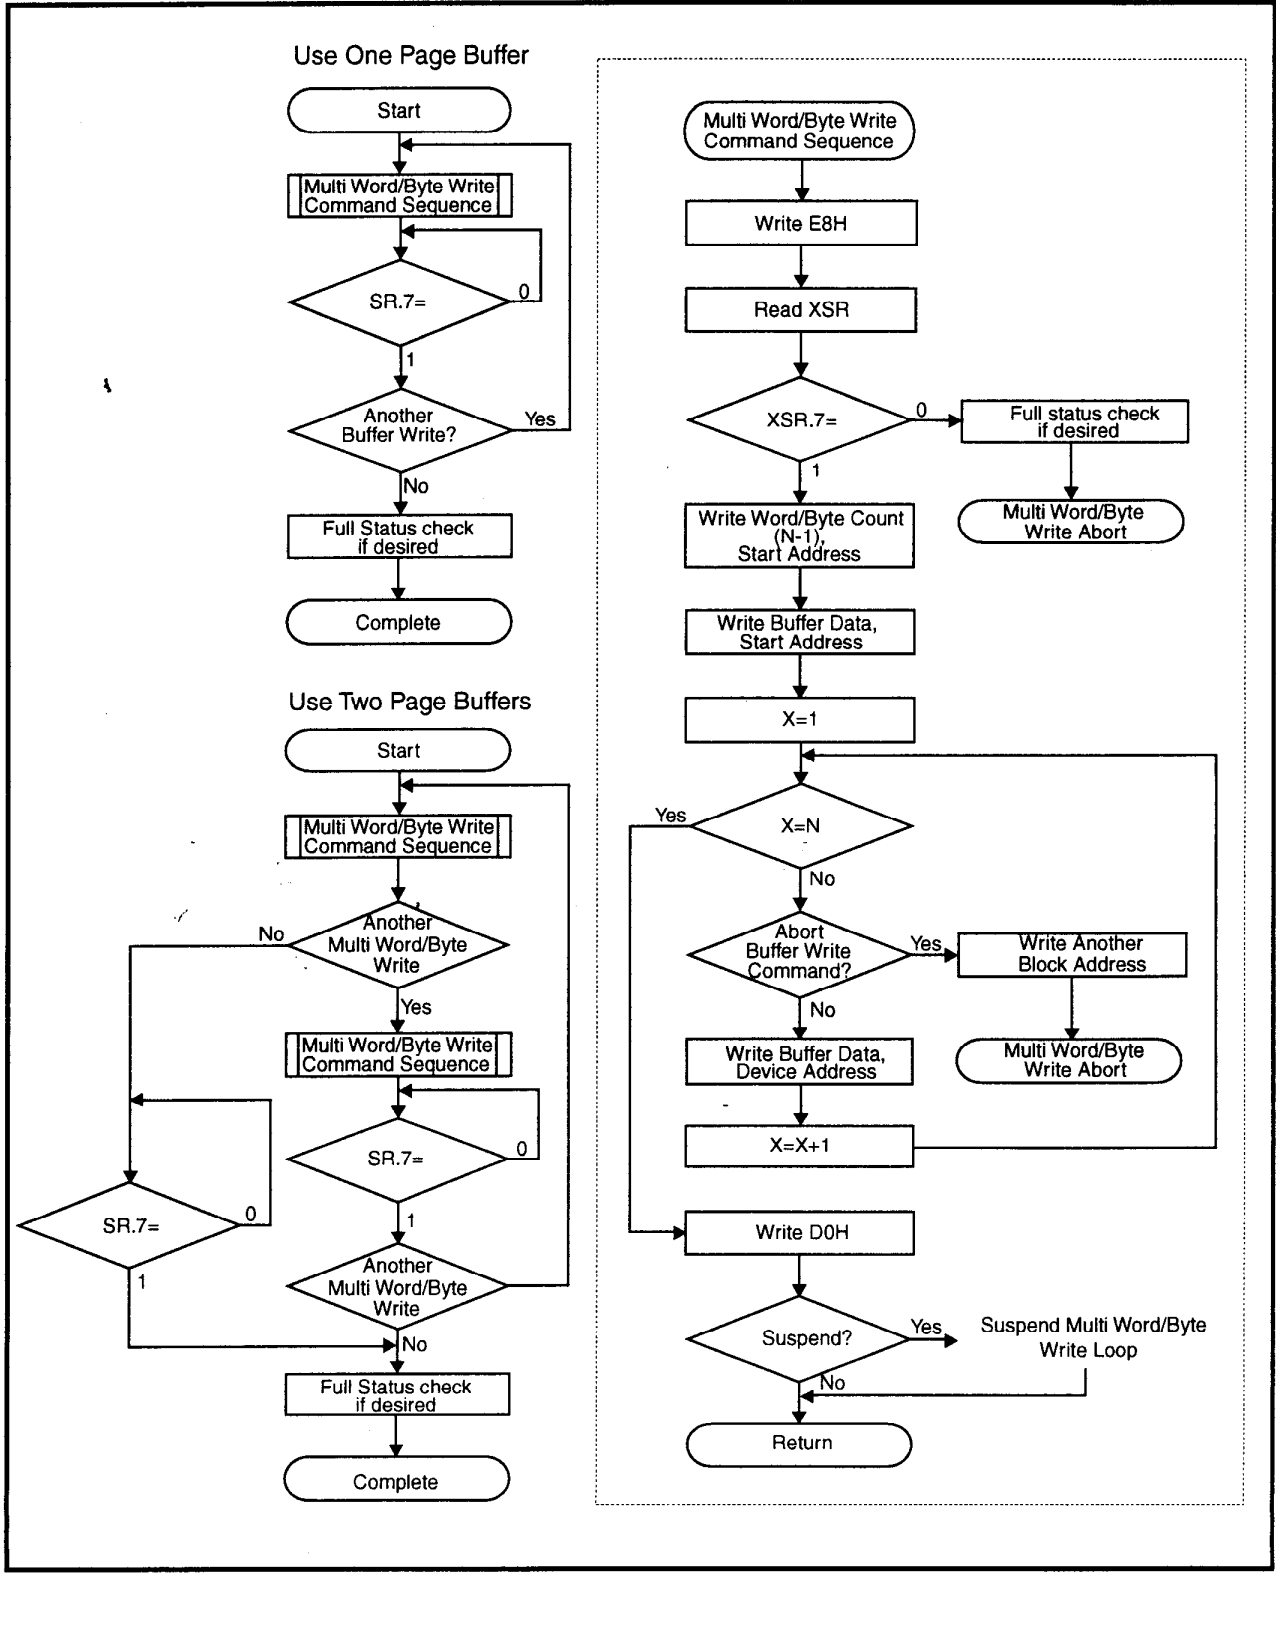 Use One Page Buffer
Start
Multi Word/Byte Write
Command Sequence
SR.7=
0
1
Another
Buffer Write?
Yes
No
Full Status check
if desired
Complete
Use Two Page Buffers
Start
Multi Word/Byte Write
Command Sequence
Another
Multi Word/Byte
Write
No
Yes
Multi Word/Byte Write
Command Sequence
SR.7=
0
1
SR.7=
0
1
Another
Multi Word/Byte
Write
No
Full Status check
if desired
Complete
Multi Word/Byte Write
Command Sequence
Write E8H
Read XSR
XSR.7=
0
1
Full status check
if desired
Multi Word/Byte
Write Abort
Write Word/Byte Count
(N-1),
Start Address
Write Buffer Data,
Start Address
X=1
X=N
Yes
No
Abort
Buffer Write
Command?
Yes
No
Write Another
Block Address
Multi Word/Byte
Write Abort
Write Buffer Data,
Device Address
X=X+1
Write D0H
Suspend?
Yes
No
Suspend Multi Word/Byte
Write Loop
Return